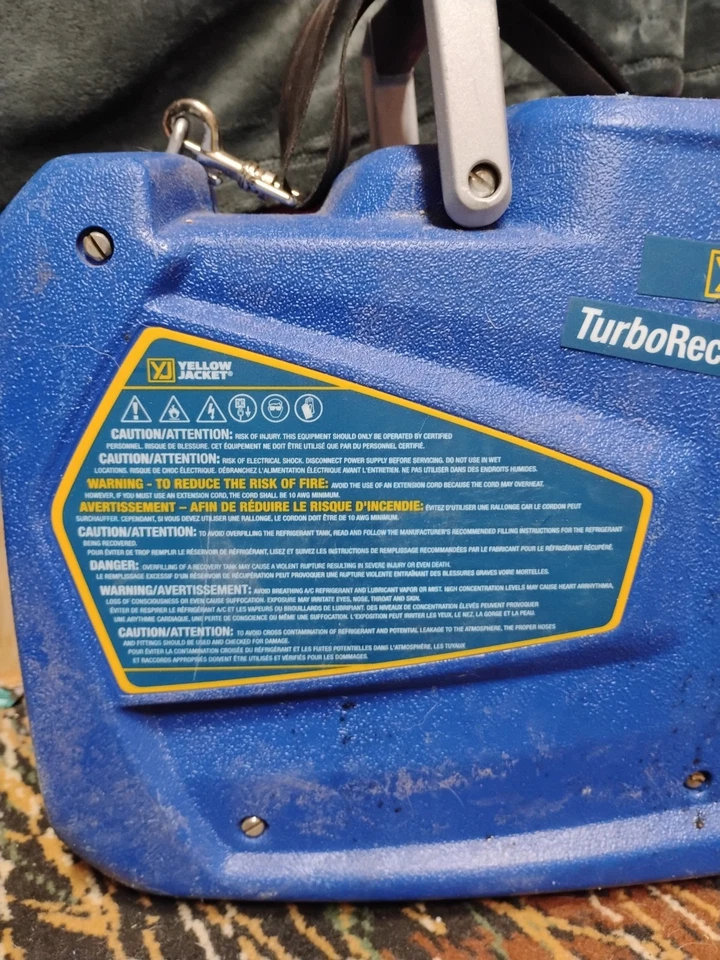 YJ
YELLOW
JACKET®
TurboRec
CAUTION/ATTENTION: RISK OF INJURY. THIS EQUIPMENT SHOULD ONLY BE OPERATED BY CERTIFIED
PERSONNEL. RISQUE DE BLESSURE. CET ÉQUIPEMENT NE DOIT ÊTRE UTILISÉ QUE PAR DU PERSONNEL CERTIFIÉ.
CAUTION/ATTENTION: RISK OF ELECTRICAL SHOCK. DISCONNECT POWER SUPPLY BEFORE SERVICING. DO NOT USE IN WET
LOCATIONS. RISQUE DE CHOC ÉLECTRIQUE. DÉBRANCHEZ L'ALIMENTATION ÉLECTRIQUE AVANT L'ENTRETIEN. NE PAS UTILISER DANS DES ENDROITS HUMIDES.
WARNING - TO REDUCE THE RISK OF FIRE: AVOID THE USE OF AN EXTENSION CORD BECAUSE THE CORD MAY OVERHEAT.
HOWEVER, IF YOU MUST USE AN EXTENSION CORD, THE CORD SHALL BE 10 AWG MINIMUM.
AVERTISSEMENT – AFIN DE RÉDUIRE LE RISQUE D'INCENDIE: ÉVITEZ D'UTILISER UNE RALLONGE CAR LE CORDON PEUT
SURCHAUFFER. CEPENDANT, SI VOUS DEVEZ UTILISER UNE RALLONGE, LE CORDON DOIT ÊTRE DE 10 AWG MINIMUM.
CAUTION/ATTENTION: TO AVOID OVERFILLING THE REFRIGERANT TANK, READ AND FOLLOW THE MANUFACTURER'S RECOMMENDED FILLING INSTRUCTIONS FOR THE REFRIGERANT
BEING RECOVERED.
POUR ÉVITER DE TROP REMPLIR LE RÉSERVOIR DE RÉFRIGÉRANT, LISEZ ET SUIVEZ LES INSTRUCTIONS DE REMPLISSAGE RECOMMANDÉES PAR LE FABRICANT POUR LE RÉFRIGÉRANT RÉCUPÉRÉ.
DANGER: OVERFILLING OF A RECOVERY TANK MAY CAUSE A VIOLENT RUPTURE RESULTING IN SEVERE INJURY OR EVEN DEATH.
LE REMPLISSAGE EXCESSIF D'UN RÉSERVOIR DE RÉCUPÉRATION PEUT PROVOQUER UNE RUPTURE VIOLENTE ENTRAÎNANT DES BLESSURES GRAVES VOIRE MORTELLES.
WARNING/AVERTISSEMENT: AVOID BREATHING A/C REFRIGERANT AND LUBRICANT VAPOR OR MIST. HIGH CONCENTRATION LEVELS MAY CAUSE HEART ARRHYTHMIA,
LOSS OF CONSCIOUSNESS OR EVEN CAUSE SUFFOCATION. EXPOSURE MAY IRRITATE EYES, NOSE, THROAT AND SKIN.
ÉVITER DE RESPIRER LE RÉFRIGÉRANT A/C ET LES VAPEURS OU BROUILLARDS DE LUBRIFIANT. DES NIVEAUX DE CONCENTRATION ÉLEVÉS PEUVENT PROVOQUER
UNE ARYTHMIE CARDIAQUE, UNE PERTE DE CONSCIENCE OU MÊME UNE SUFFOCATION. L'EXPOSITION PEUT IRRITER LES YEUX, LE NEZ, LA GORGE ET LA PEAU.
CAUTION/ATTENTION: TO AVOID CROSS CONTAMINATION OF REFRIGERANT AND POTENTIAL LEAKAGE TO THE ATMOSPHERE, THE PROPER HOSES
AND FITTINGS SHOULD BE USED AND CHECKED FOR DAMAGE.
POUR ÉVITER LA CONTAMINATION CROISÉE DU RÉFRIGÉRANT ET LES FUITES POTENTIELLES DANS L'ATMOSPHÈRE, LES TUYAUX
ET RACCORDS APPROPRIÉS DOIVENT ÊTRE UTILISÉS ET VÉRIFIÉS POUR LES DOMMAGES.